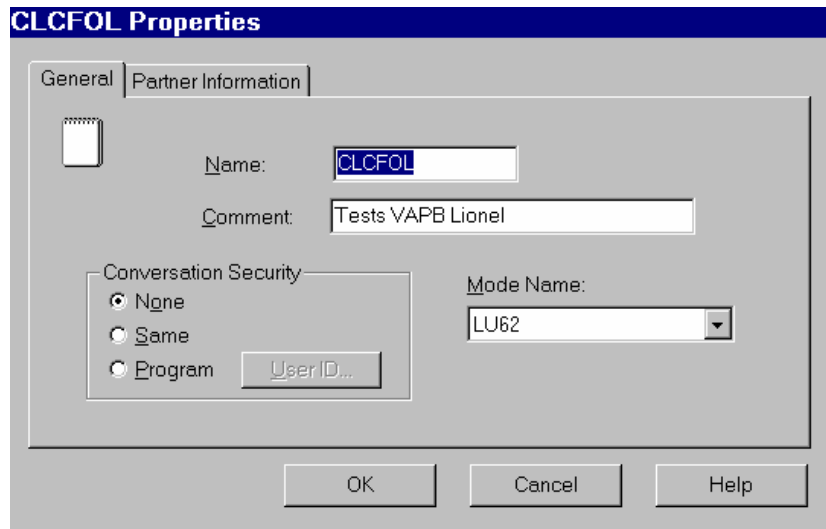 CLCFOL Properties
General
Partner Information
Name:
CLCFOL
Comment:
Tests VAPB Lionel
Conversation Security
None
Same
Program
User ID...
Mode Name:
LU62
OK
Cancel
Help